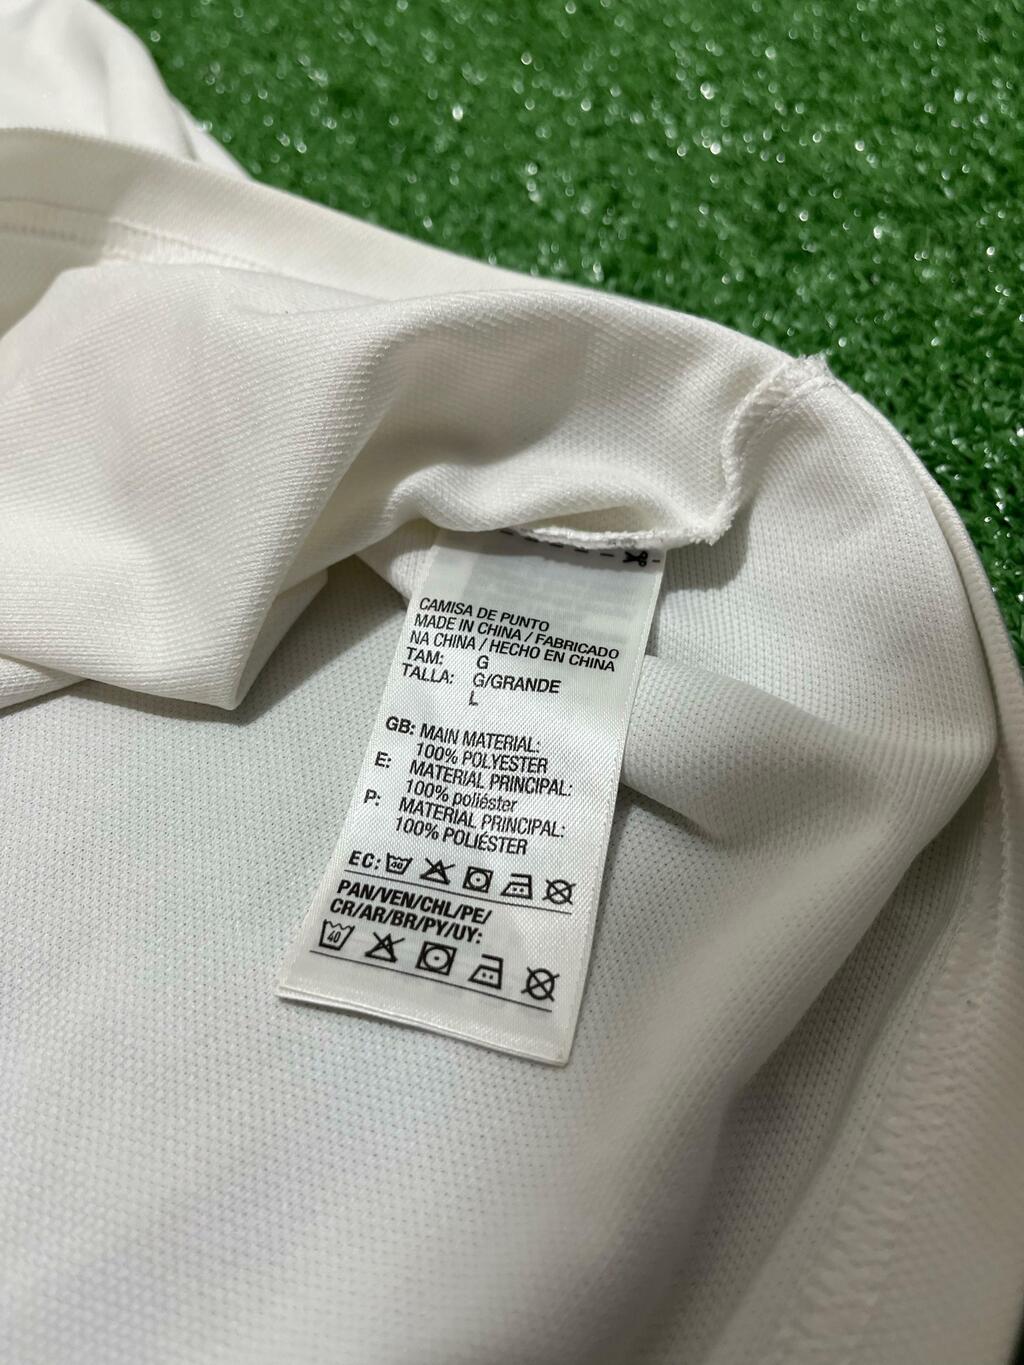 CAMISA DE PUNTO
MADE IN CHINA / FABRICADO
NA CHINA / HECHO EN CHINA
TAM: G
TALLA: G/GRANDE
L
GB: MAIN MATERIAL:
100% POLYESTER
E: MATERIAL PRINCIPAL:
100% poliéster
P: MATERIAL PRINCIPAL:
100% POLIÉSTER
EC: 40
PAN/VEN/CHL/PE/
CR/AR/BR/PY/UY:
40